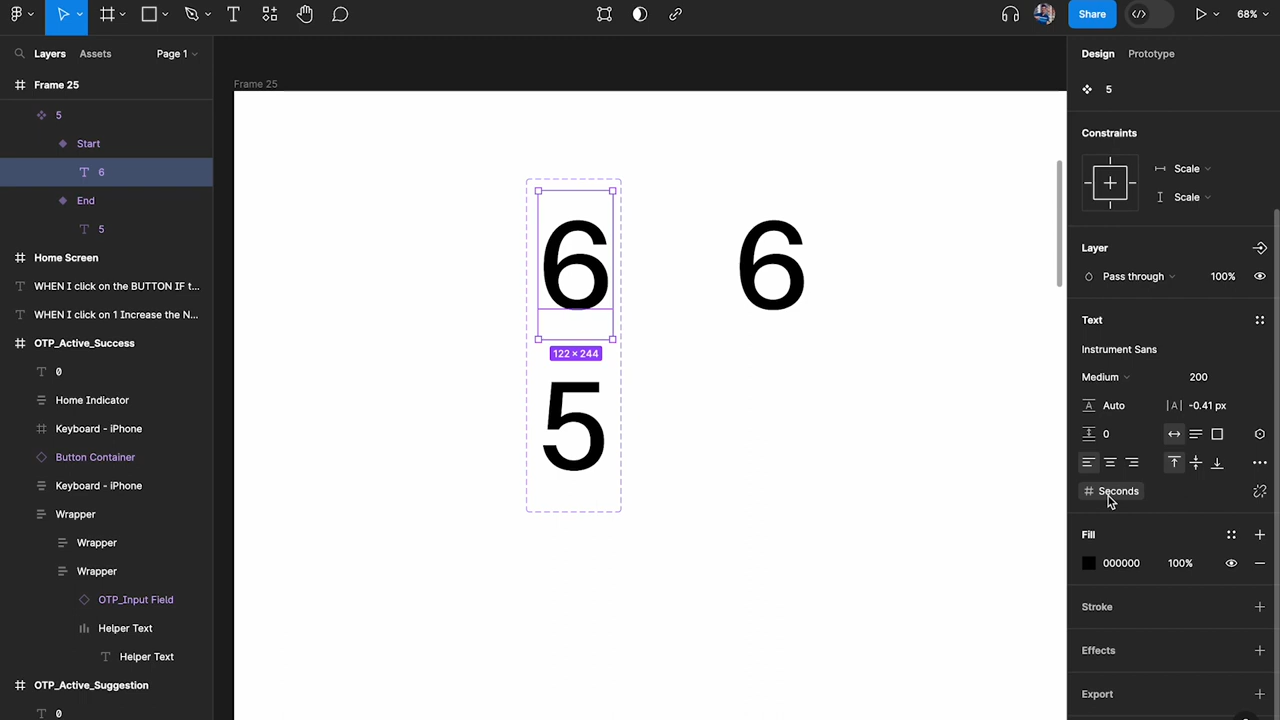 68%
Share
Layers
Assets
Page 1
Frame 25
5
Start
6
End
5
Home Screen
WHEN I click on the BUTTON IF t...
WHEN I click on 1 Increase the N...
OTP_Active_Success
0
Home Indicator
Keyboard - iPhone
Button Container
Keyboard - iPhone
Wrapper
Wrapper
Wrapper
OTP_Input Field
Helper Text
Helper Text
OTP_Active_Suggestion
0
Frame 25
6
6
122 × 244
5
Design
Prototype
5
Constraints
Scale
Scale
Layer
Pass through
100%
Text
Instrument Sans
Medium
200
Auto
-0.41 px
0
Seconds
Fill
000000
100%
Stroke
Effects
Export